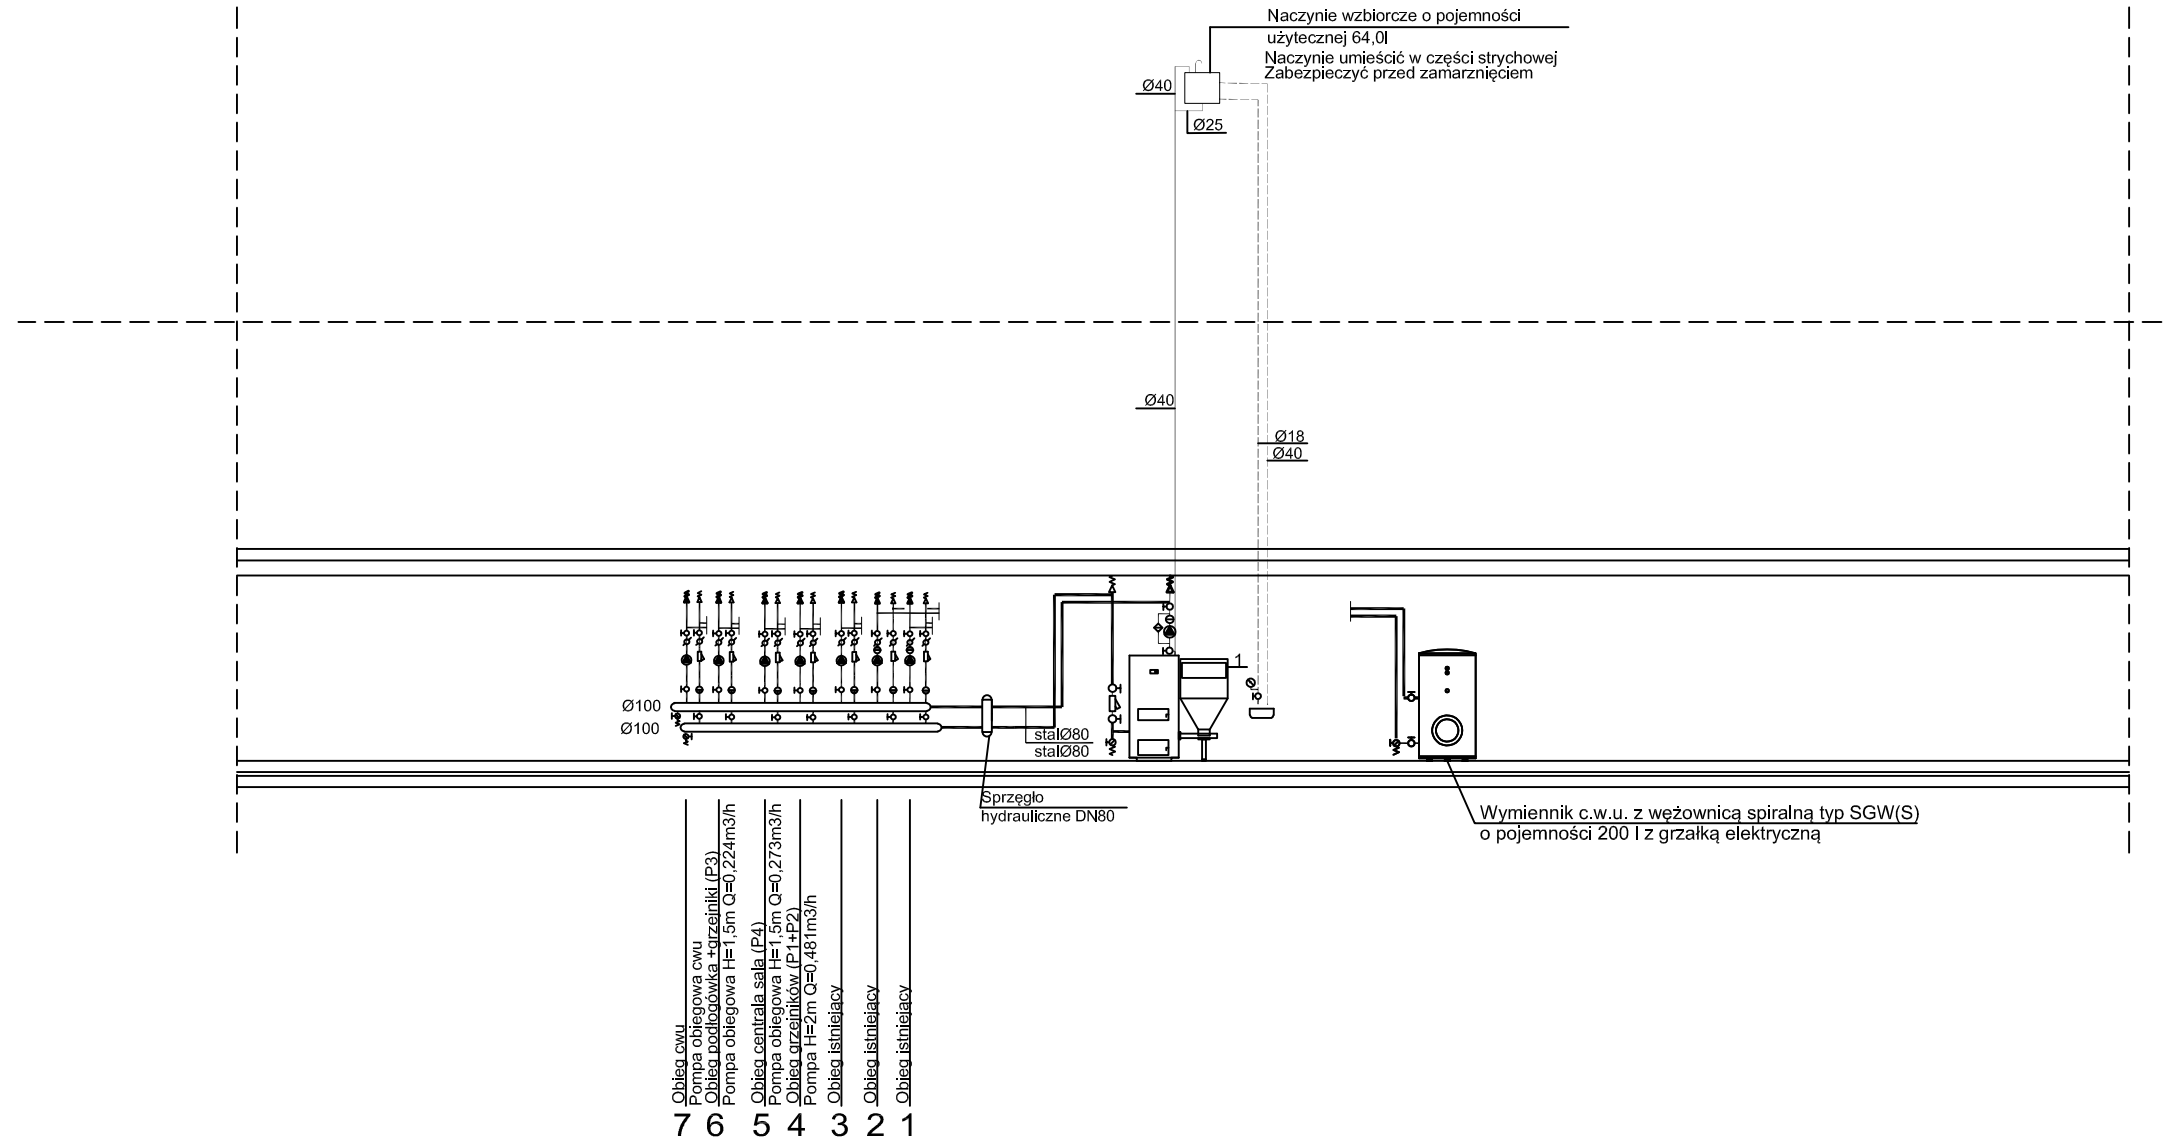 Naczynie wzbiorcze o pojemności
użytecznej 64,0l
Naczynie umieścić w części strychowej
Zabezpieczyć przed zamarznięciem
Ø40
Ø25
Ø40
Ø18
Ø40
1
Ø100
Ø100
stalØ80
stalØ80
Sprzęgło
hydrauliczne DN80
Wymiennik c.w.u. z wężownicą spiralną typ SGW(S)
o pojemności 200 l z grzałką elektryczną
Obieg cwu
Pompa obiegowa cwu
Obieg podłogówka +grzejniki (P3)
Pompa obiegowa H=1,5m Q=0,224m3/h
Obieg centrala sala (P4)
Pompa obiegowa H=1,5m Q=0,273m3/h
Obieg grzejników (P1+P2)
Pompa H=2m Q=0,481m3/h
Obieg istniejący
Obieg istniejący
Obieg istniejący
7 6 5 4 3 2 1